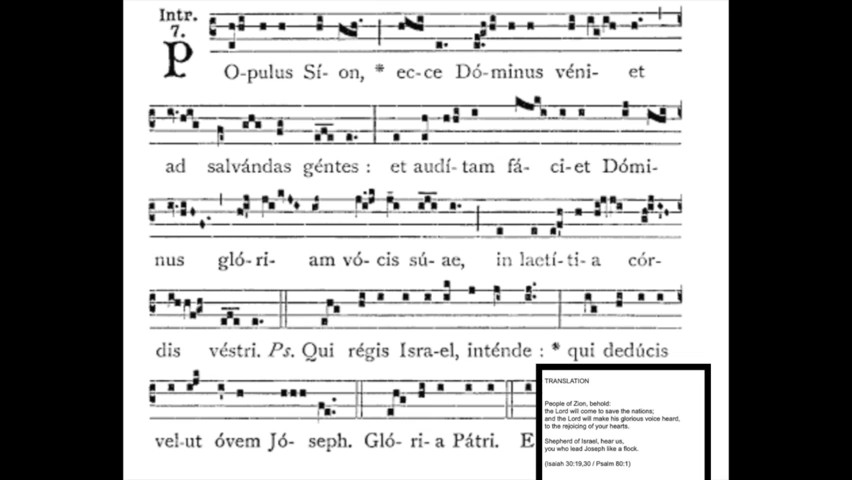 Intr.
7.
P
O-pulus Sí- on, * ec-ce Dó-minus véni- et
ad salvándas géntes : et audí-tam fá- ci-et Dómi-
nus gló-ri- am vó-cis sú-ae, in laetí-ti-a cór-
dis véstri. Ps. Qui régis Isra-el, inténde : * qui dedúcis
vel-ut óvem Jó- seph. Gló- ri-a Pátri. E
TRANSLATION
People of Zion, behold:
the Lord will come to save the nations;
and the Lord will make his glorious voice heard,
to the rejoicing of your hearts.
Shepherd of Israel, hear us,
you who lead Joseph like a flock.
(Isaiah 30:19,30 / Psalm 80:1)